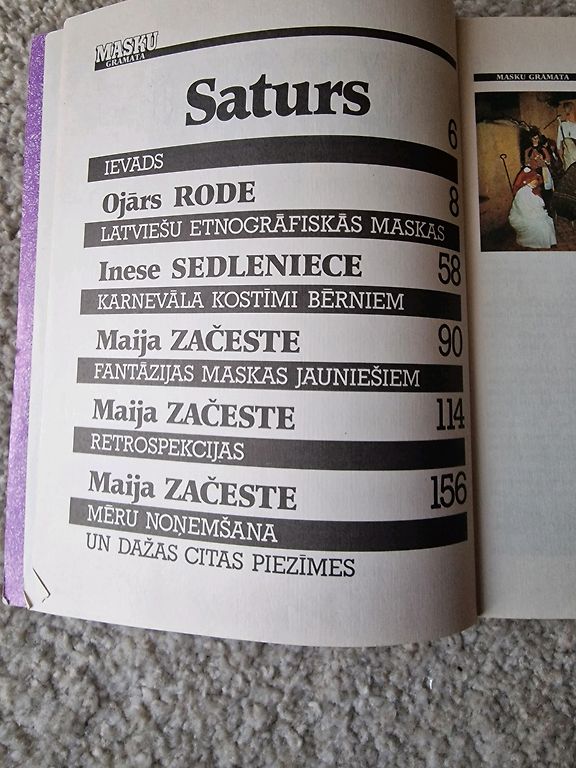 MASKU
GRĀMATA
Saturs
6
IEVADS
Ojārs RODE 8
LATVIEŠU ETNOGRĀFISKĀS MASKAS
Inese SEDLENIECE 58
KARNEVĀLA KOSTĪMI BĒRNIEM
Maija ZAČESTE 90
FANTĀZIJAS MASKAS JAUNIEŠIEM
Maija ZAČESTE 114
RETROSPEKCIJAS
Maija ZAČESTE 156
MĒRU NOŅEMŠANA
UN DAŽAS CITAS PIEZĪMES
MASKU GRĀMATA